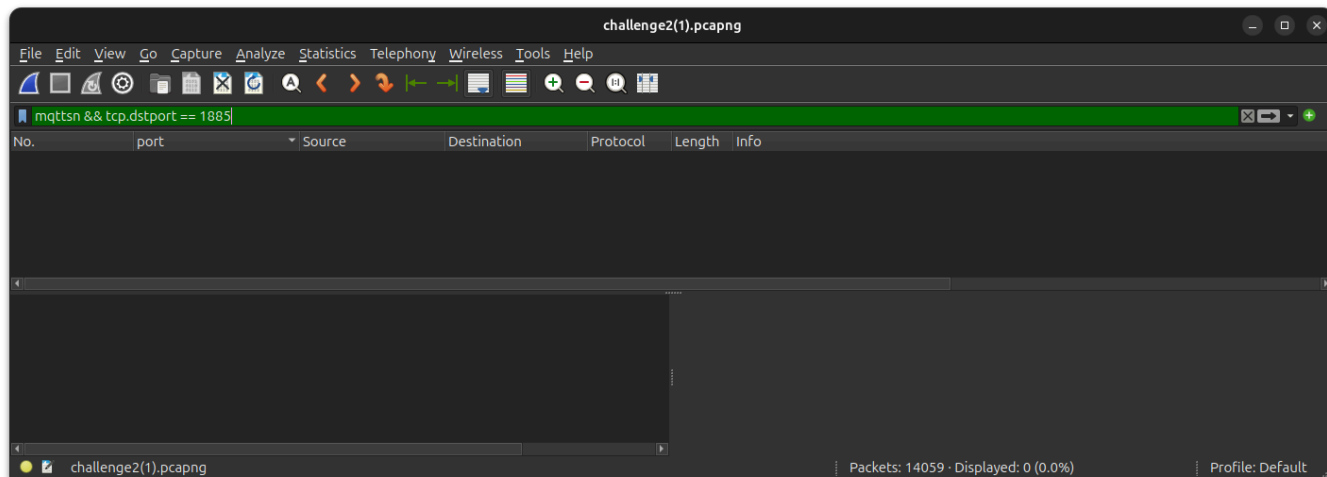 challenge2(1).pcapng
File Edit View Go Capture Analyze Statistics Telephony Wireless Tools Help
mqttsn && tcp.dstport == 1885
No. port Source Destination Protocol Length Info
challenge2(1).pcapng Packets: 14059 · Displayed: 0 (0.0%) Profile: Default